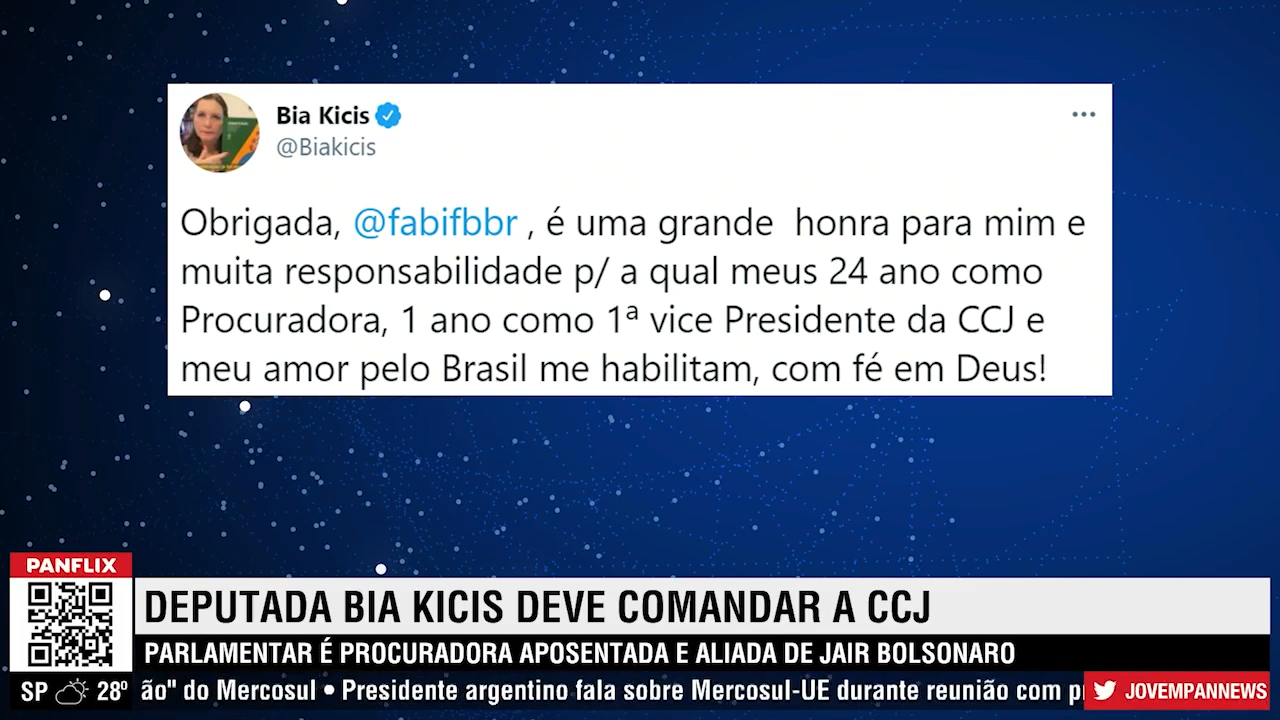 Bia Kicis
@Biakicis
Obrigada, @fabifbbr , é uma grande  honra para mim e
muita responsabilidade p/ a qual meus 24 ano como
Procuradora, 1 ano como 1ª vice Presidente da CCJ e
meu amor pelo Brasil me habilitam, com fé em Deus!
PANFLIX
DEPUTADA BIA KICIS DEVE COMANDAR A CCJ
PARLAMENTAR É PROCURADORA APOSENTADA E ALIADA DE JAIR BOLSONARO
SP 28º ão" do Mercosul • Presidente argentino fala sobre Mercosul-UE durante reunião com p JOVEMPANNEWS